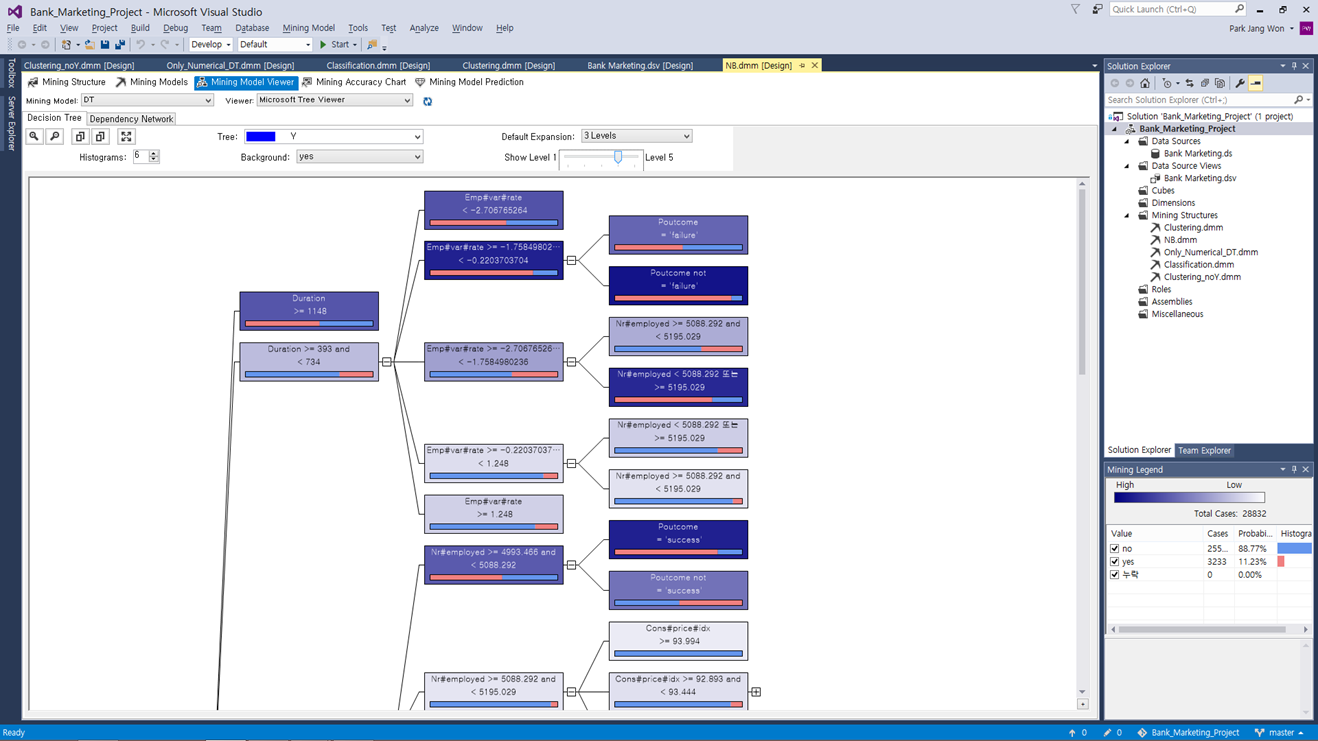 Bank_Marketing_Project - Microsoft Visual Studio
Quick Launch (Ctrl+Q)
File Edit View Project Build Debug Team Database Mining Model Tools Test Analyze Window Help
Park Jang Won
Develop Default Start
Toolbox
Server Explorer
Clustering_noY.dmm [Design] Only_Numerical_DT.dmm [Design] Classification.dmm [Design] Clustering.dmm [Design] Bank Marketing.dsv [Design] NB.dmm [Design]
Mining Structure Mining Models Mining Model Viewer Mining Accuracy Chart Mining Model Prediction
Mining Model: DT Viewer: Microsoft Tree Viewer
Decision Tree Dependency Network
Tree: Y Default Expansion: 3 Levels
Histograms: 6 Background: yes Show Level 1 Level 5
Duration
>= 1148
Duration >= 393 and
< 734
Emp#var#rate
< -2.706765264
Emp#var#rate >= -1.75849802...
< -0.2203703704
Emp#var#rate >= -2.70676526...
< -1.7584980236
Emp#var#rate >= -0.22037037...
< 1.248
Emp#var#rate
>= 1.248
Nr#employed >= 4993.466 and
< 5088.292
Nr#employed >= 5088.292 and
< 5195.029
Poutcome
= 'failure'
Poutcome not
= 'failure'
Nr#employed >= 5088.292 and
< 5195.029
Nr#employed < 5088.292 또는
>= 5195.029
Nr#employed < 5088.292 또는
>= 5195.029
Nr#employed >= 5088.292 and
< 5195.029
Poutcome
= 'success'
Poutcome not
= 'success'
Cons#price#idx
>= 93.994
Cons#price#idx >= 92.893 and
< 93.444
Solution Explorer
Search Solution Explorer (Ctrl+;)
Solution 'Bank_Marketing_Project' (1 project)
Bank_Marketing_Project
Data Sources
Bank Marketing.ds
Data Source Views
Bank Marketing.dsv
Cubes
Dimensions
Mining Structures
Clustering.dmm
NB.dmm
Only_Numerical_DT.dmm
Classification.dmm
Clustering_noY.dmm
Roles
Assemblies
Miscellaneous
Solution Explorer Team Explorer
Mining Legend
High Low
Total Cases: 28832
Value Cases Probabi... Histogra
no 255... 88.77%
yes 3233 11.23%
누락 0 0.00%
Ready 0 0 Bank_Marketing_Project master